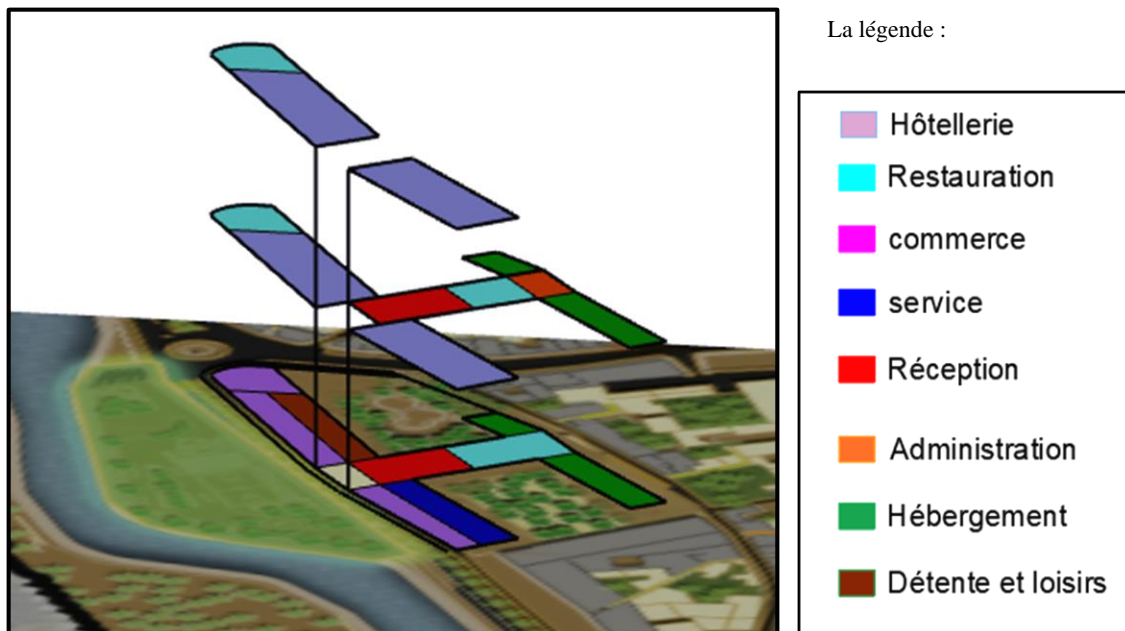 La légende :
Hôtellerie
Restauration
commerce
service
Réception
Administration
Hébergement
Détente et loisirs